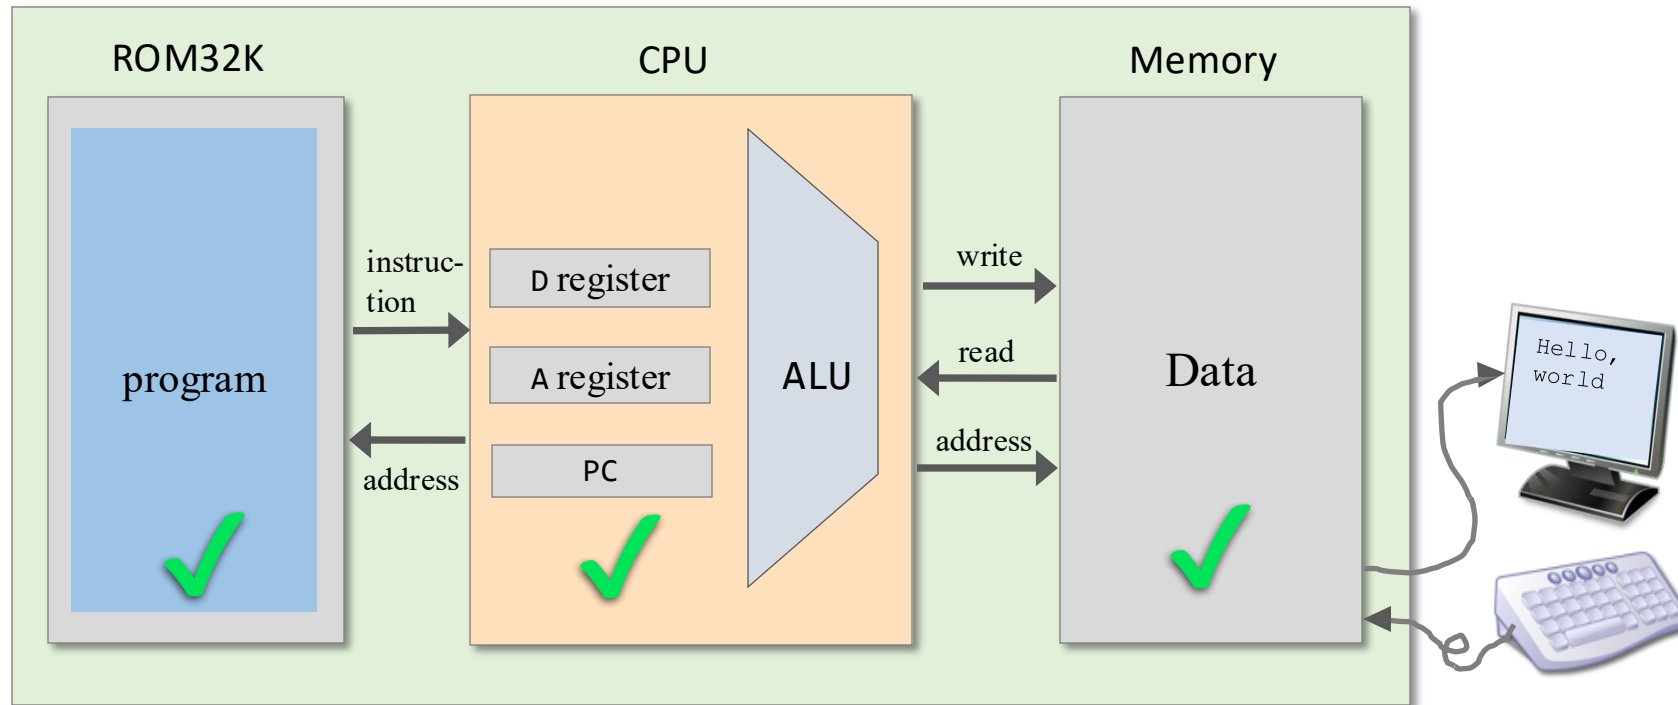 ROM32K
CPU
Memory
instruc-
tion
program
address
D register
A register
PC
ALU
write
read
address
Data
Hello,
world